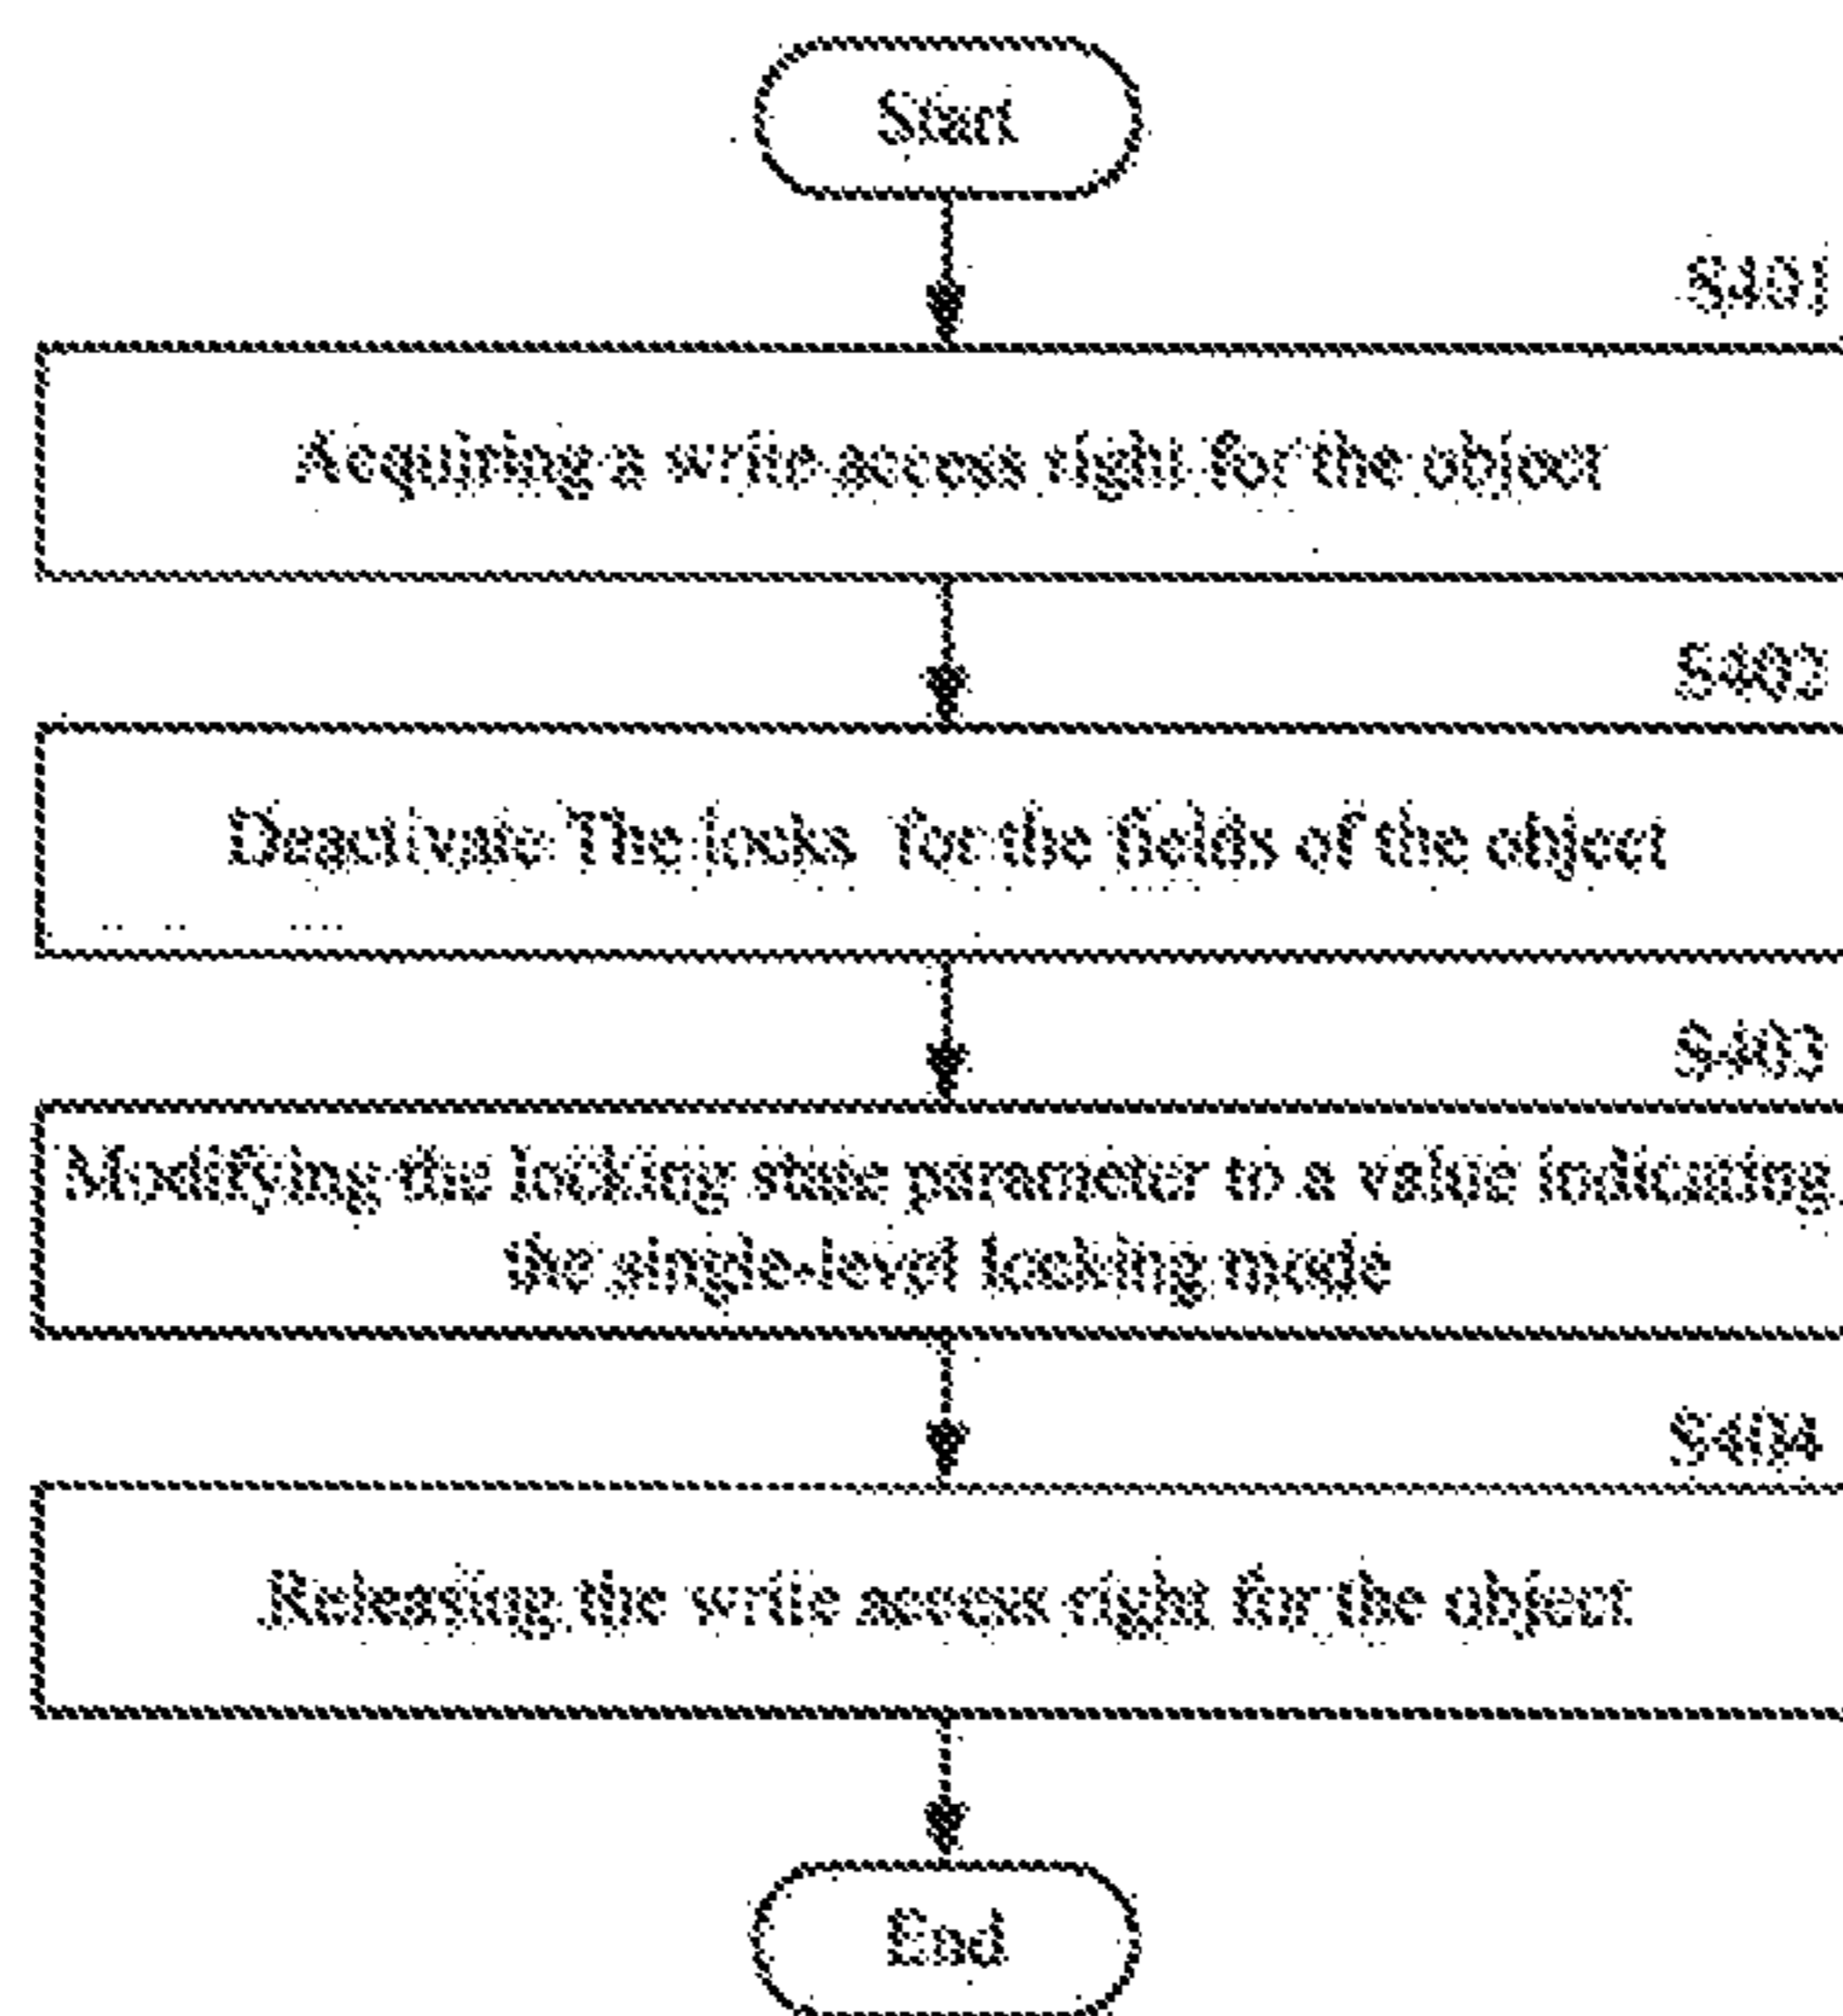 Start
S401
Acquiring a write access right for the object
S402
Deactivate The locks for the fields of the object
S403
Modifying the locking state parameter to a value indicating
the single-level locking mode
S404
Releasing the write access right for the object
End